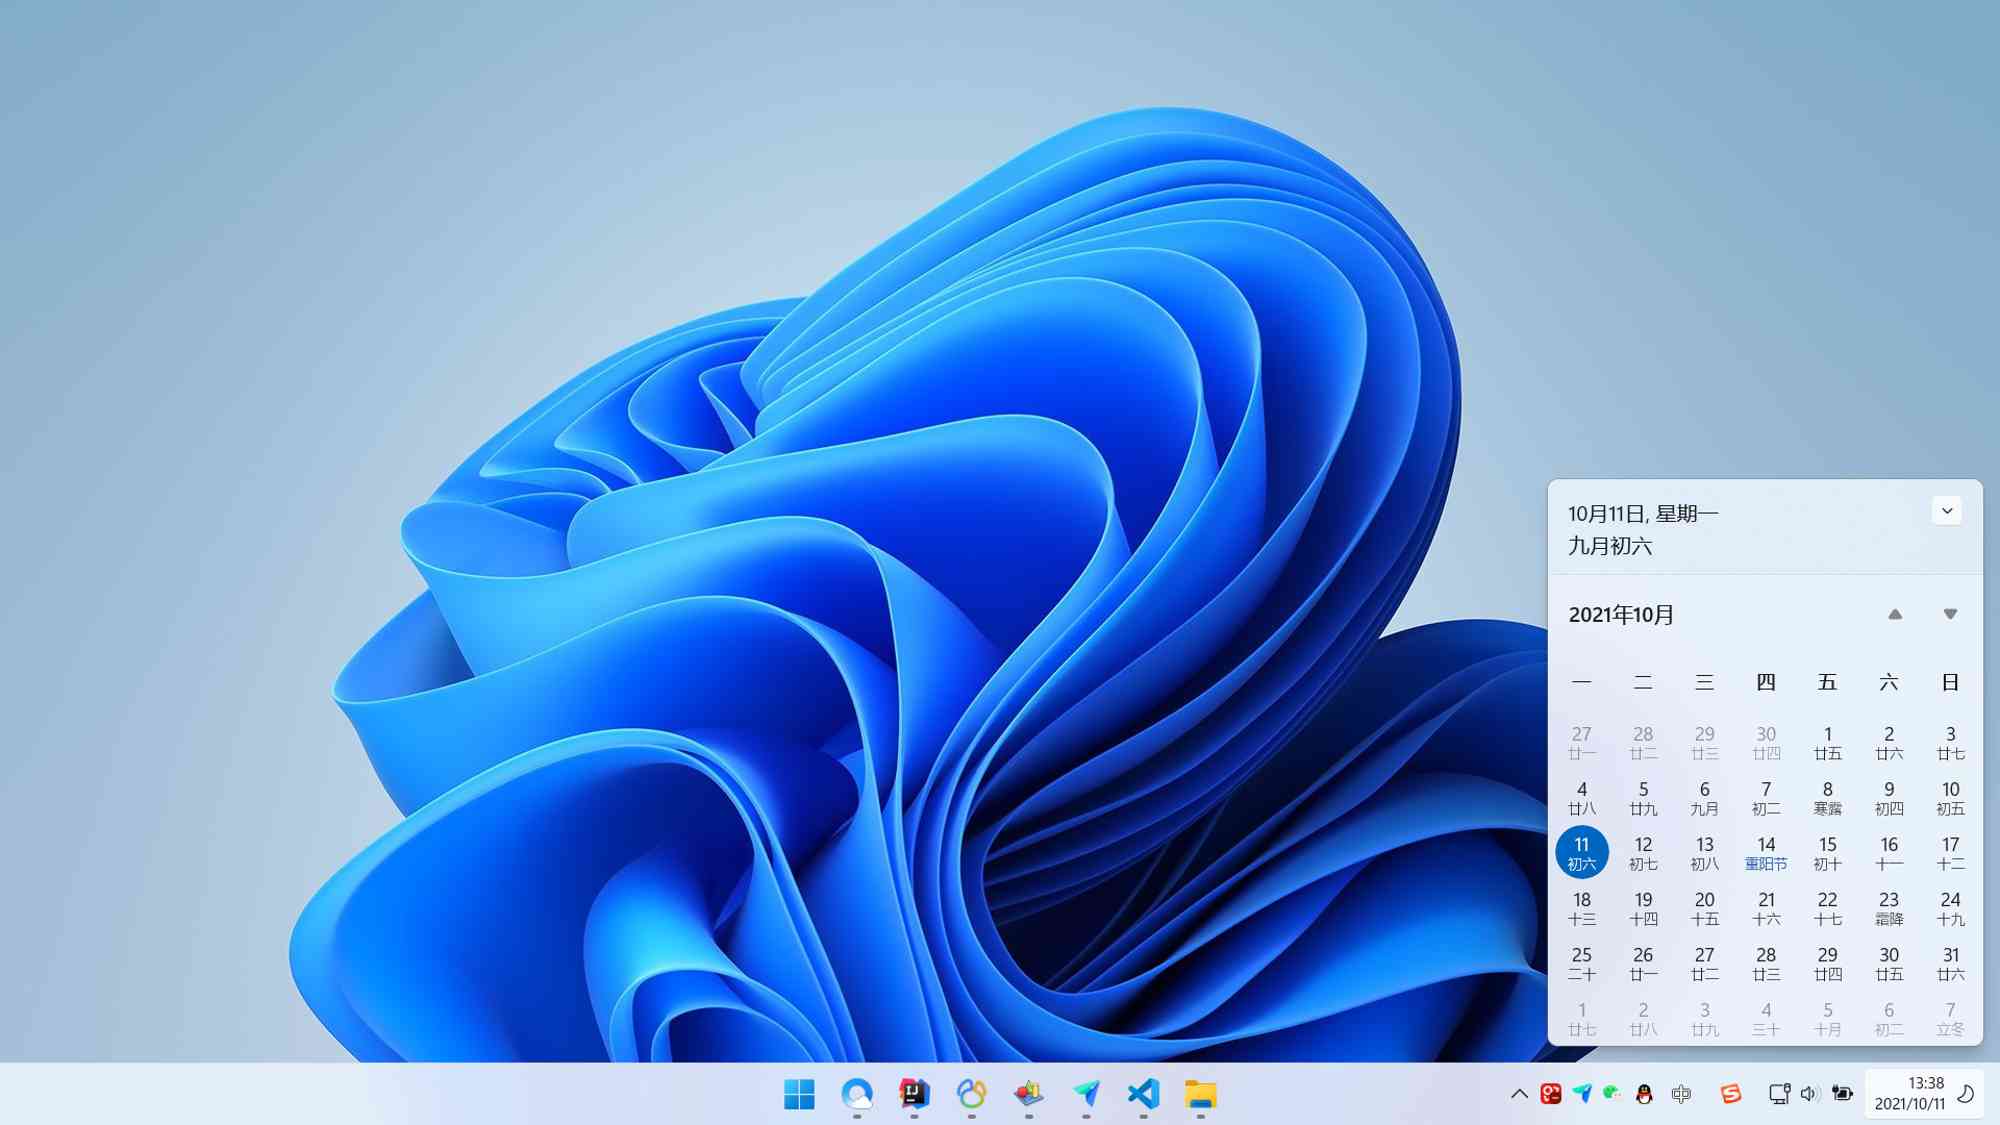 10月11日, 星期一
九月初六
2021年10月
一 二 三 四 五 六 日
27 28 29 30 1 2 3
廿一 廿二 廿三 廿四 廿五 廿六 廿七
4 5 6 7 8 9 10
廿八 廿九 九月 初二 寒露 初四 初五
11 12 13 14 15 16 17
初六 初七 初八 重阳节 初十 十一 十二
18 19 20 21 22 23 24
十三 十四 十五 十六 十七 霜降 十九
25 26 27 28 29 30 31
二十 廿一 廿二 廿三 廿四 廿五 廿六
1 2 3 4 5 6 7
廿七 廿八 廿九 三十 十月 初二 立冬
IJ
中
S
13:38
2021/10/11